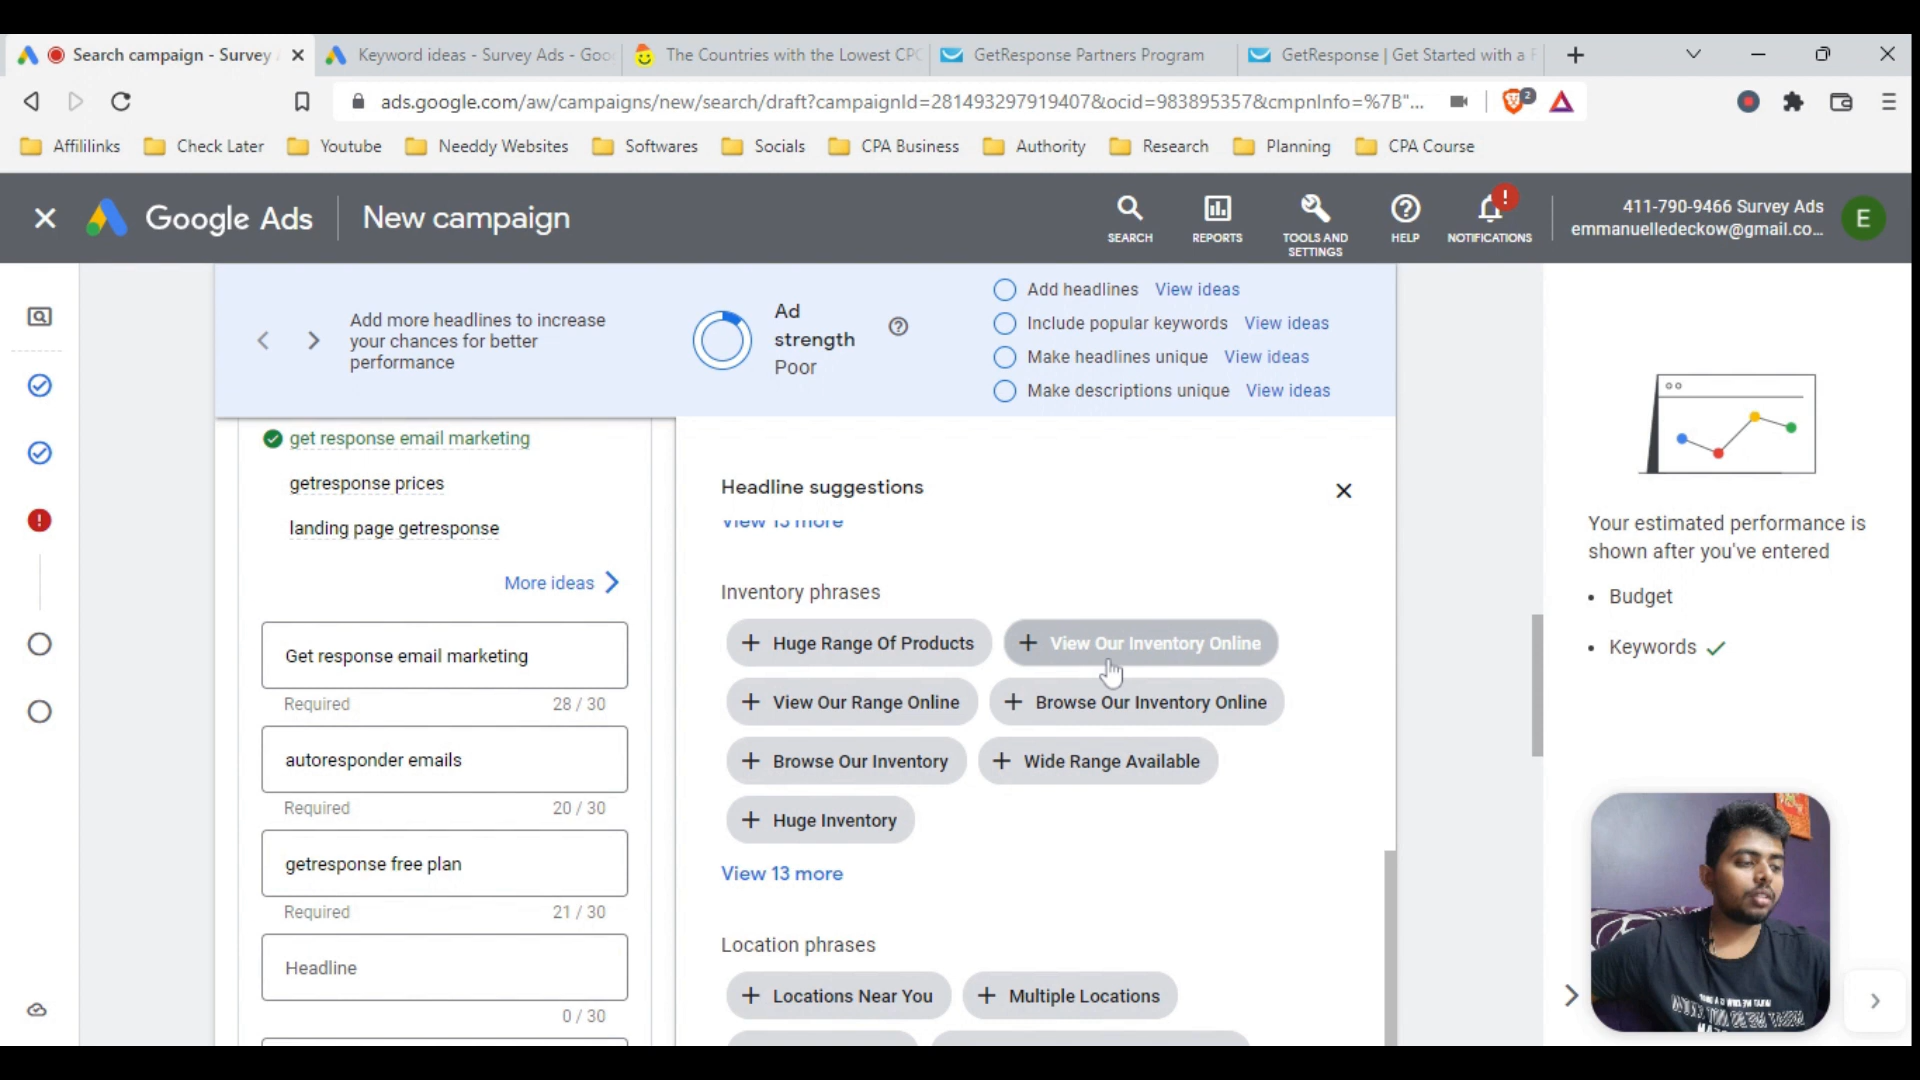 Search campaign - Survey
Keyword ideas - Survey Ads - Goo
The Countries with the Lowest CPC
GetResponse Partners Program
GetResponse | Get Started with a F
ads.google.com/aw/campaigns/new/search/draft?campaignId=281493297919407&ocid=983895357&cmpnInfo=%7B"...
2
Affililinks
Check Later
Youtube
Needdy Websites
Softwares
Socials
CPA Business
Authority
Research
Planning
CPA Course
Google Ads
New campaign
SEARCH
REPORTS
TOOLS AND
SETTINGS
HELP
NOTIFICATIONS
411-790-9466 Survey Ads
emmanuelledeckow@gmail.co...
E
Add more headlines to increase
your chances for better
performance
Ad
strength
Poor
Add headlines View ideas
Include popular keywords View ideas
Make headlines unique View ideas
Make descriptions unique View ideas
get response email marketing
getresponse prices
landing page getresponse
More ideas
Get response email marketing
Required 28 / 30
autoresponder emails
Required 20 / 30
getresponse free plan
Required 21 / 30
Headline
0 / 30
Headline suggestions
View 13 more
Inventory phrases
+ Huge Range Of Products
+ View Our Inventory Online
+ View Our Range Online
+ Browse Our Inventory Online
+ Browse Our Inventory
+ Wide Range Available
+ Huge Inventory
View 13 more
Location phrases
+ Locations Near You
+ Multiple Locations
Your estimated performance is
shown after you've entered
• Budget
• Keywords